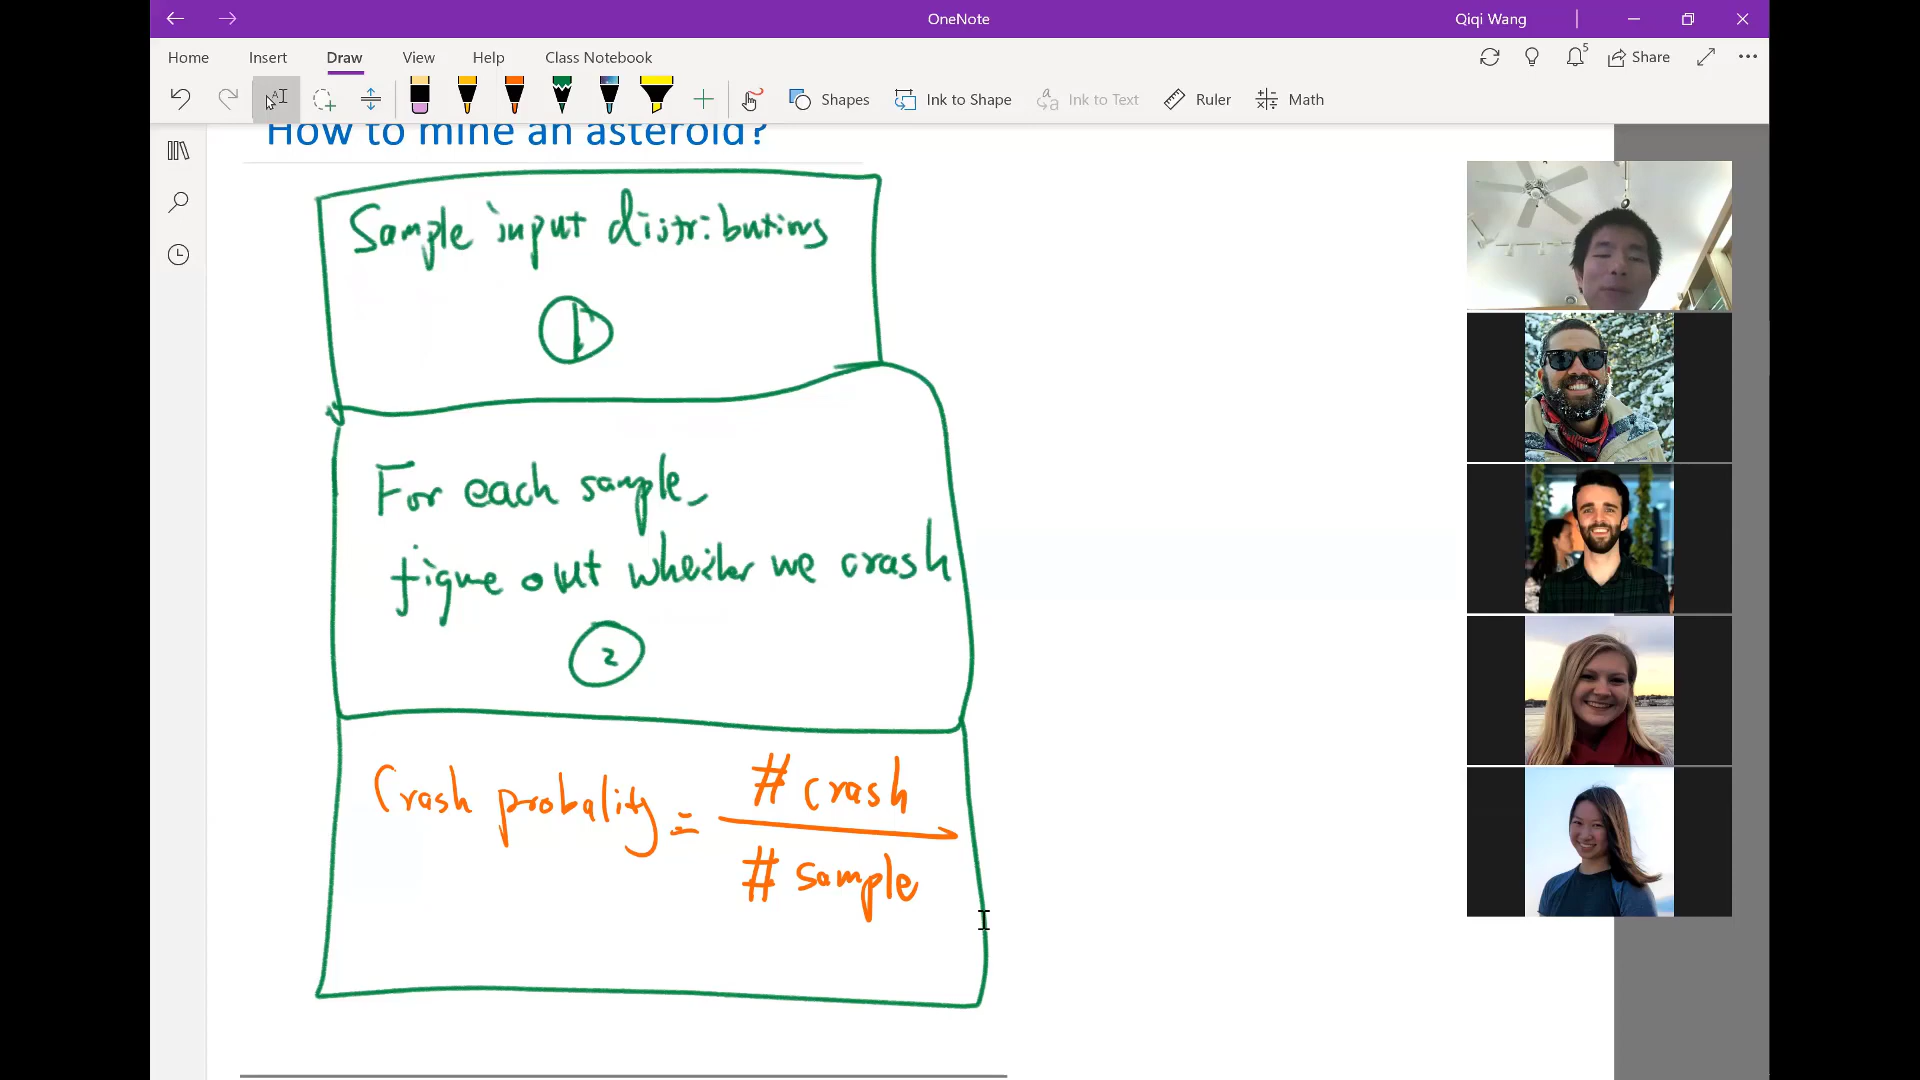 OneNote
Qiqi Wang
Home Insert Draw View Help Class Notebook
5
Share
Ink to Shape
Shapes
Ink to Text
Ruler
Math
How to mine an asteroid?
Sample input distributions
1
For each sample,
figure out whether we crash
2
Crash probality = # crash
# sample